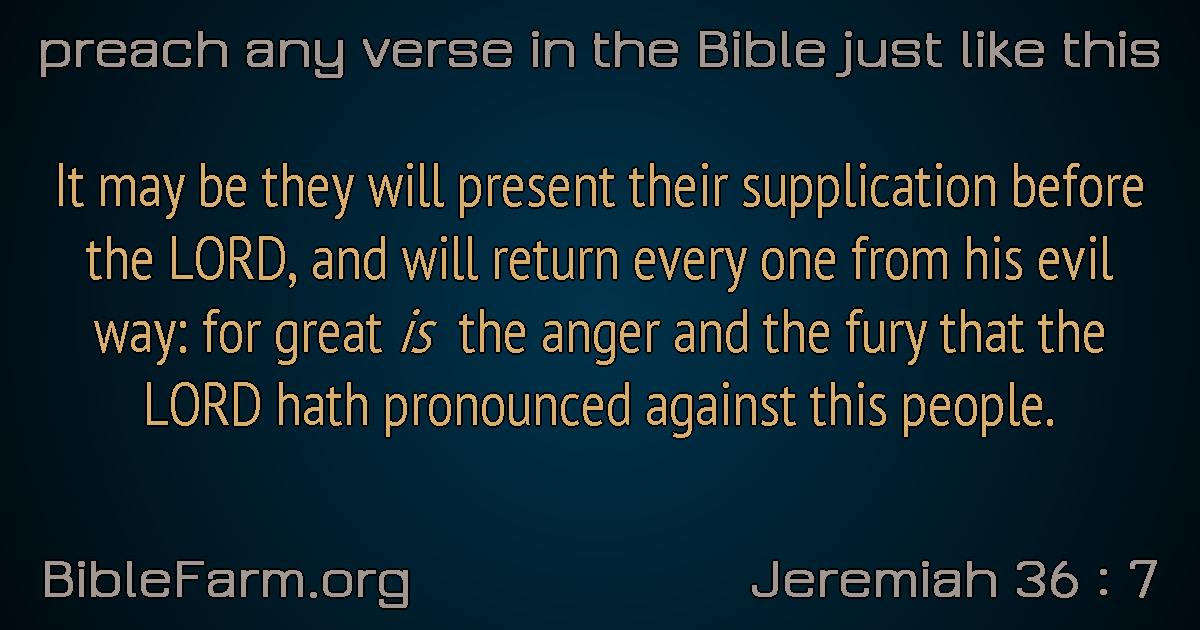 preach any verse in the Bible just like this
It may be they will present their supplication before
the LORD, and will return every one from his evil
way: for great is the anger and the fury that the
LORD hath pronounced against this people.
BibleFarm.org
Jeremiah 36 : 7